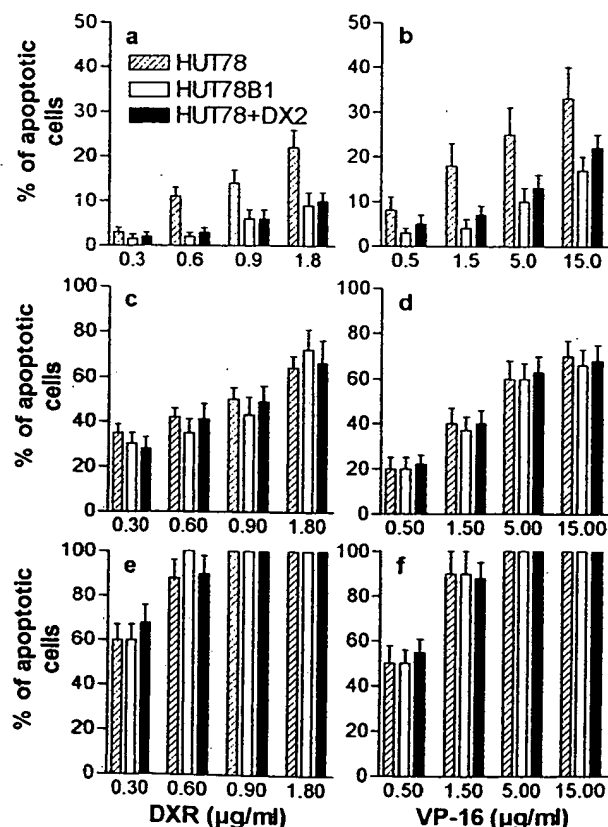 50
40
30
20
10
0
% of apoptotic
cells
a
HUT78
HUT78B1
HUT78+DX2
0.3 0.6 0.9 1.8
50
40
30
20
10
0
b
0.5 1.5 5.0 15.0
100
80
60
40
20
0
% of apoptotic
cells
c
0.30 0.60 0.90 1.80
100
80
60
40
20
0
d
0.50 1.50 5.00 15.00
100
80
60
40
20
0
% of apoptotic
cells
e
0.30 0.60 0.90 1.80
DXR (µg/ml)
100
80
60
40
20
0
f
0.50 1.50 5.00 15.00
VP-16 (µg/ml)